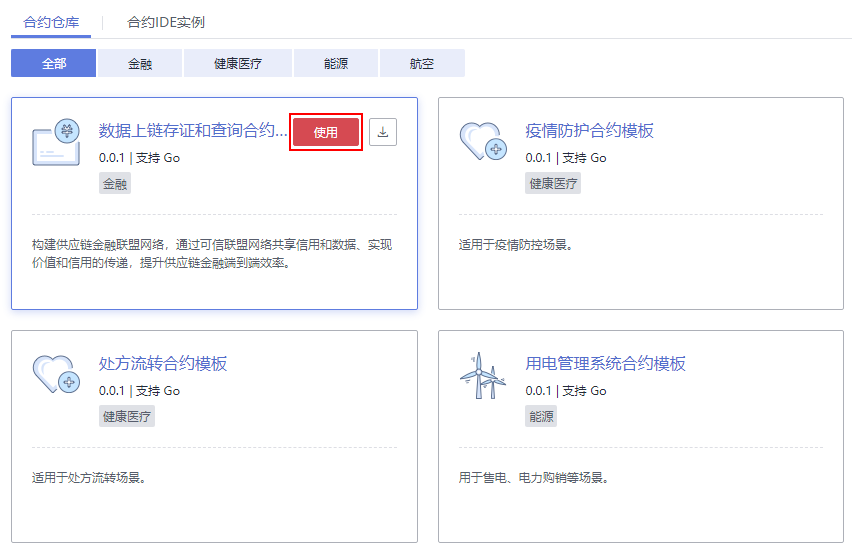 合约仓库
合约IDE实例
全部
金融
健康医疗
能源
航空
数据上链存证和查询合约...
使用
0.0.1 | 支持 Go
金融
构建供应链金融联盟网络，通过可信联盟网络共享信用和数据、实现
价值和信用的传递，提升供应链金融端到端效率。
疫情防护合约模板
0.0.1 | 支持 Go
健康医疗
适用于疫情防控场景。
处方流转合约模板
0.0.1 | 支持 Go
健康医疗
适用于处方流转场景。
用电管理系统合约模板
0.0.1 | 支持 Go
能源
用于售电、电力购销等场景。